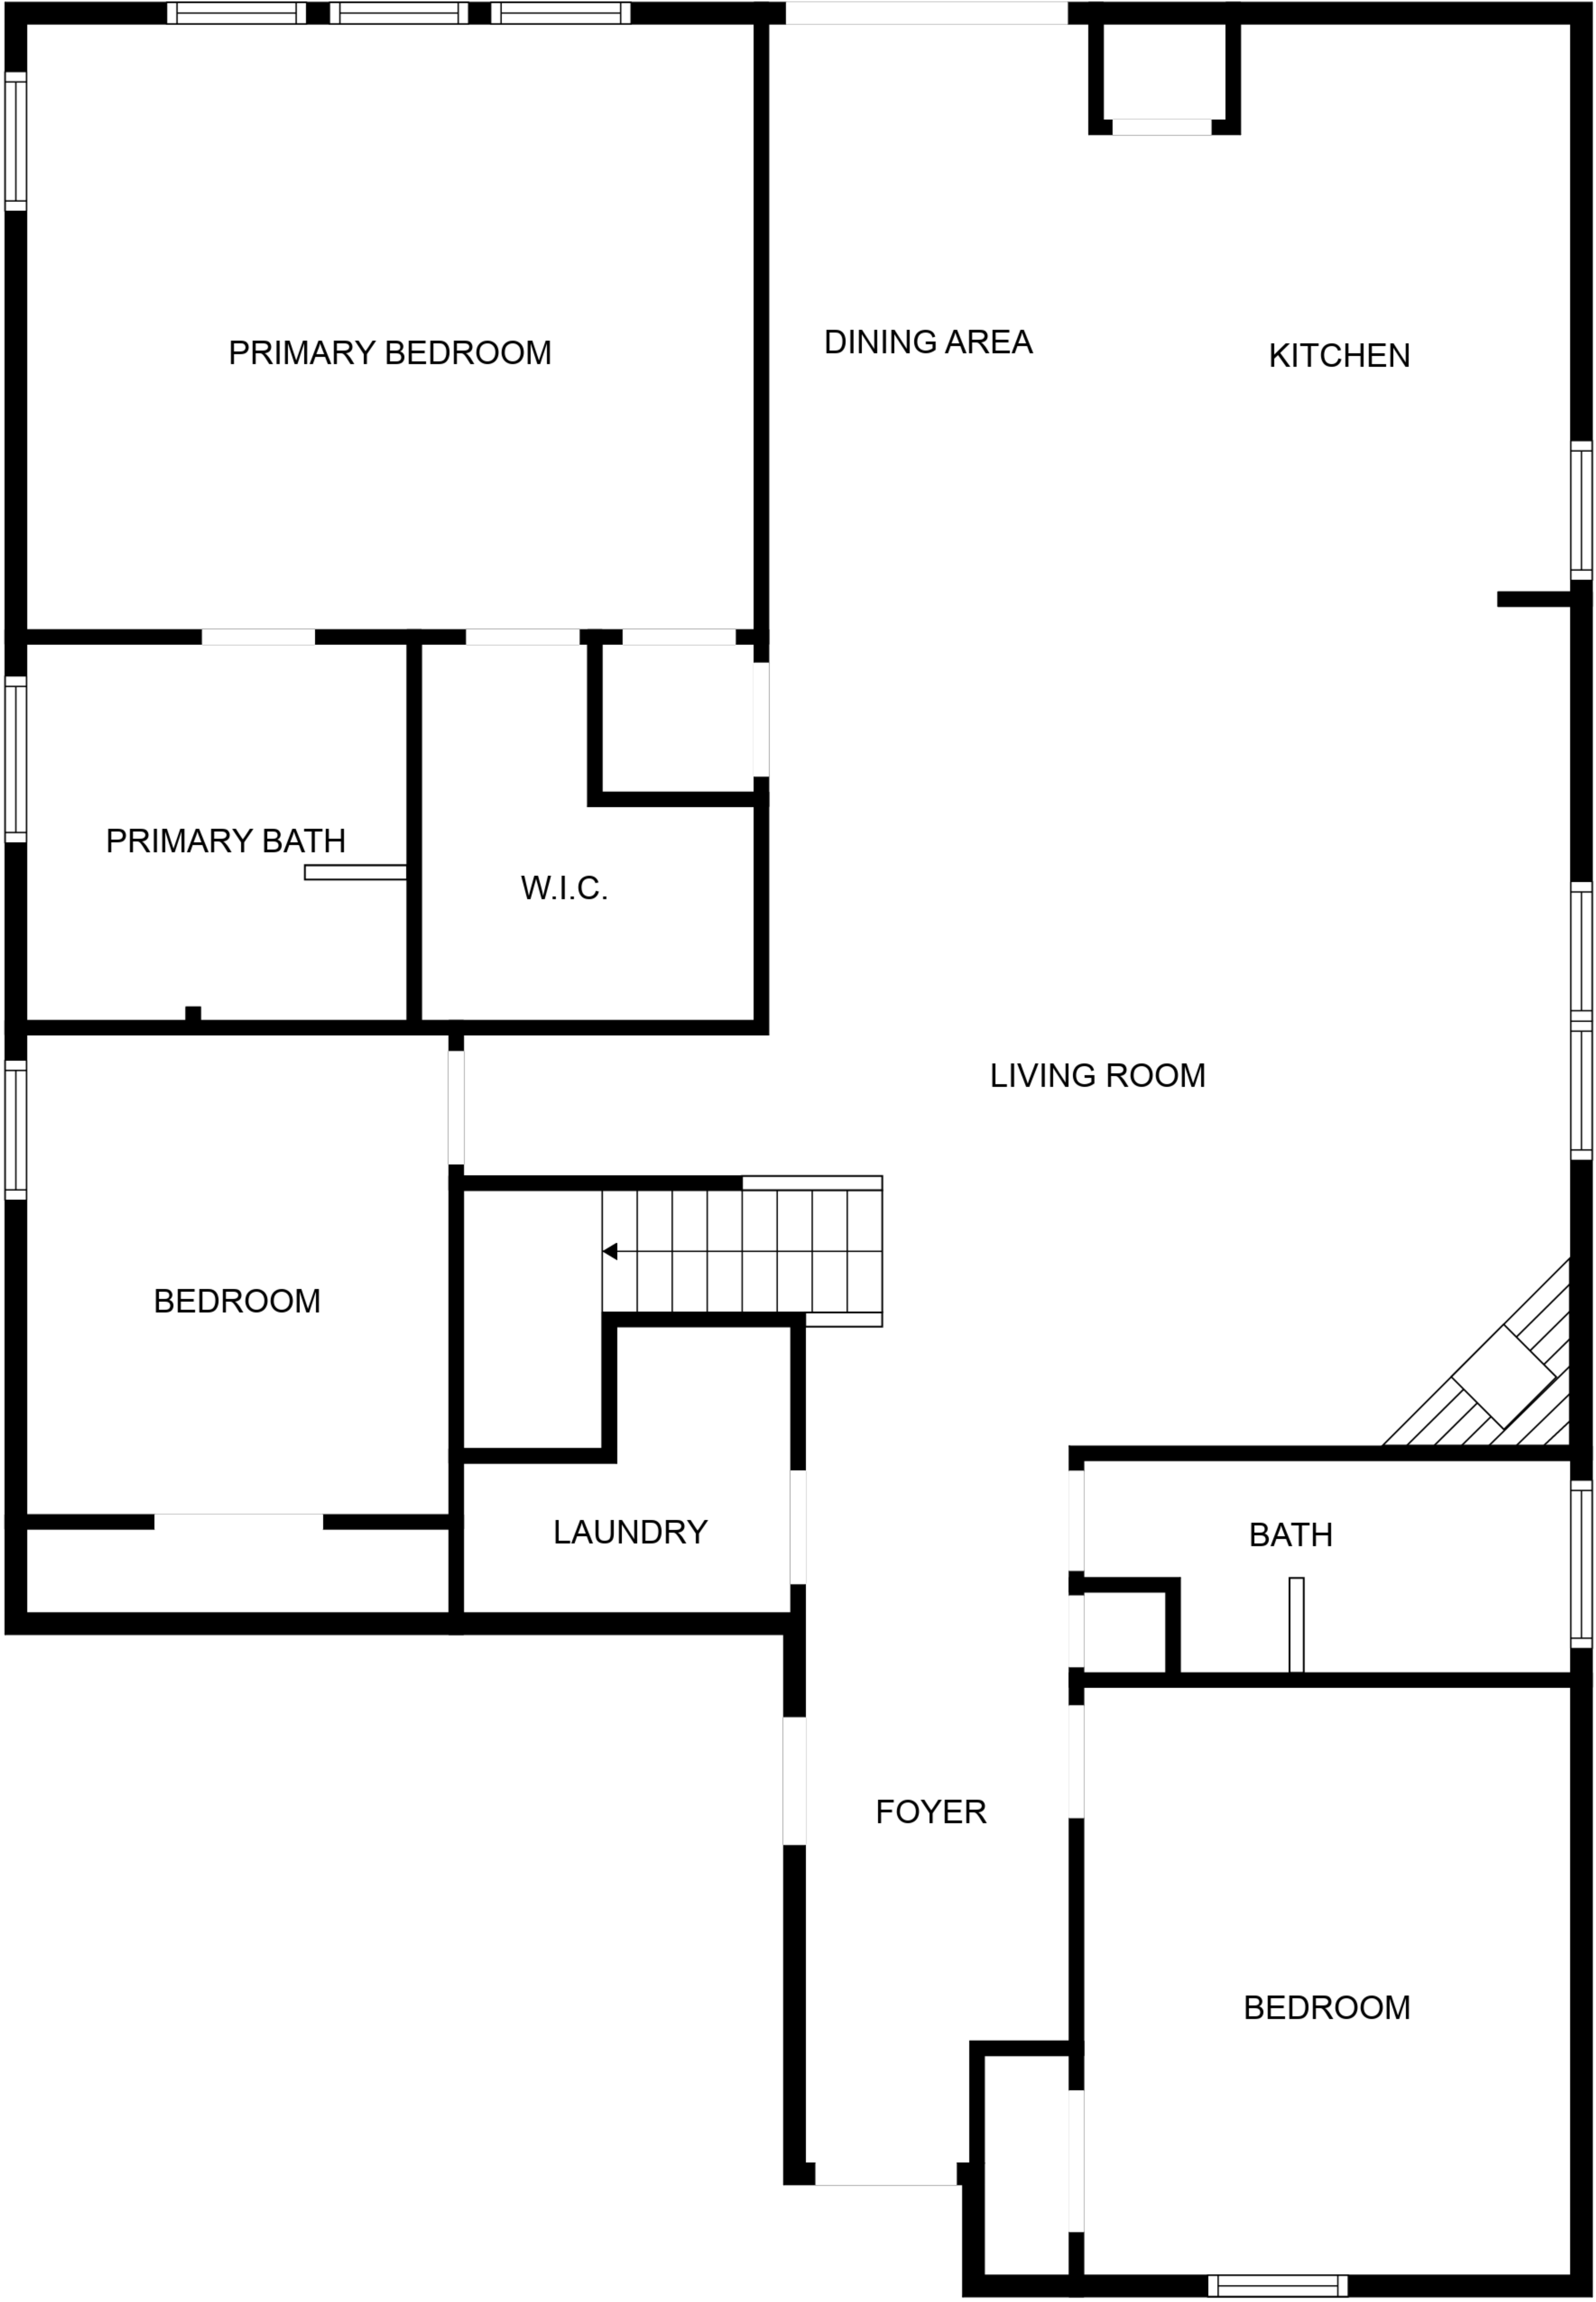 DINING AREA
PRIMARY BEDROOM
KITCHEN
PRIMARY BATH
W.I.C.
LIVING ROOM
BEDROOM
LAUNDRY
BATH
FOYER
BEDROOM